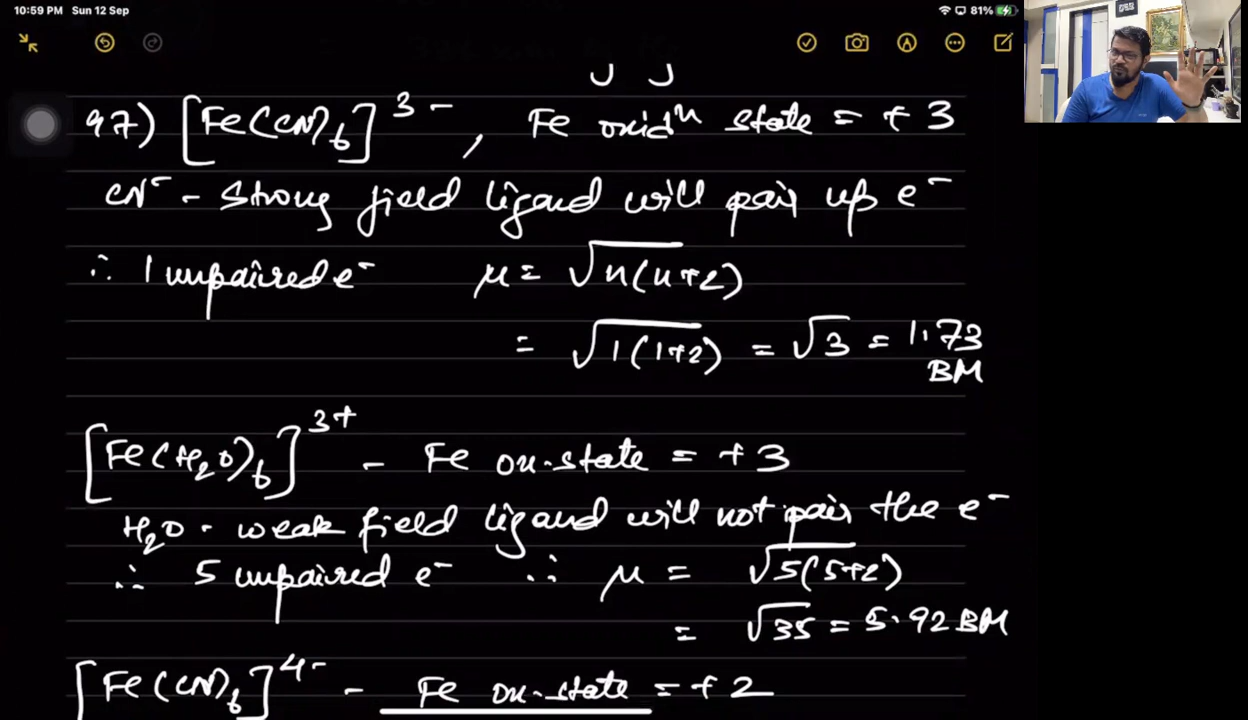 10:59 PM Sun 12 Sep
81%
97) [Fe(CN)6]3-, Fe oxidn state = +3
CN- - strong field ligand will pair up e-
∴ 1 unpaired e- μ = √n(n+2)
= √1(1+2) = √3 = 1.73
BM
[Fe(H2O)6]3+ - Fe ox.state = +3
H2O - weak field ligand will not pair the e-
∴ 5 unpaired e- ∴ μ = √5(5+2)
= √35 = 5.92 BM
[Fe(CN)6]4- - Fe ox.state = +2